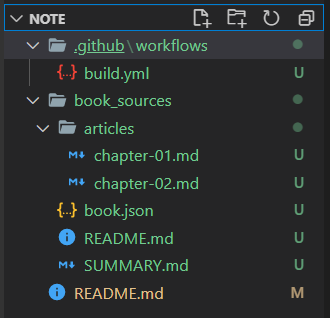 NOTE
.github\workflows
{..} build.yml U
book_sources
articles
chapter-01.md U
chapter-02.md U
{..} book.json U
README.md U
SUMMARY.md U
README.md M